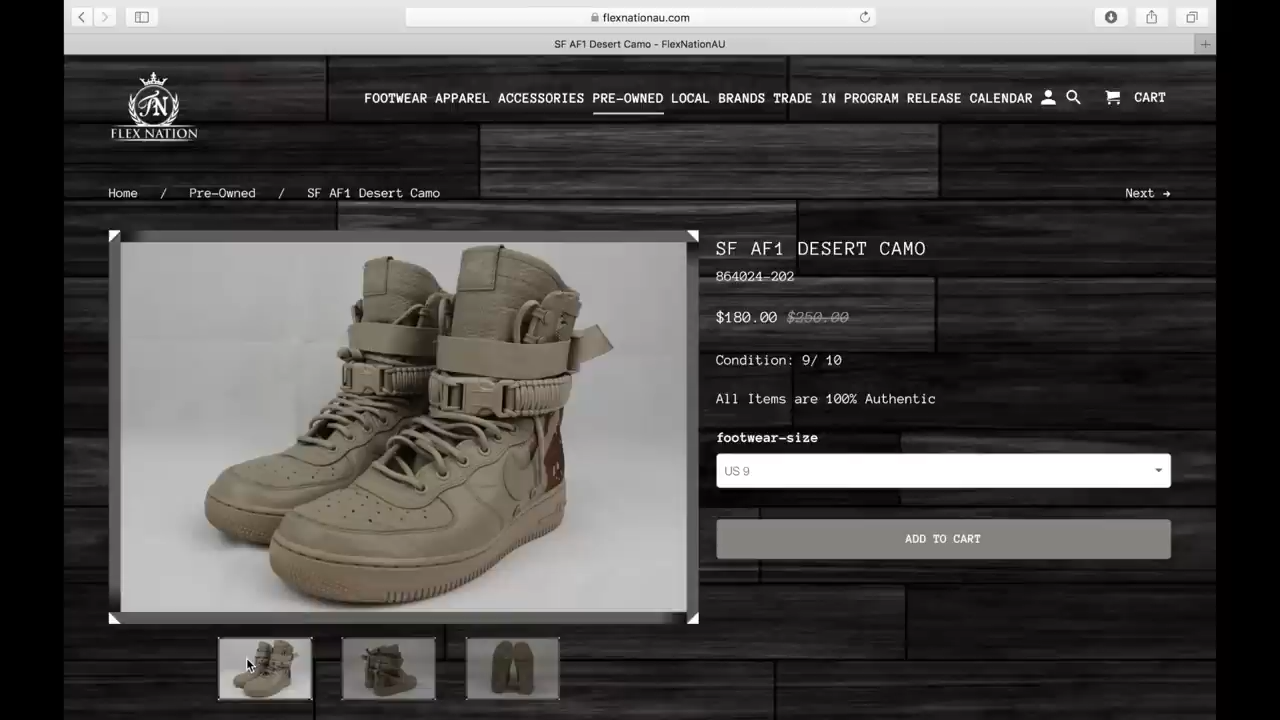 flexnationau.com
SF AF1 Desert Camo - FlexNationAU
FN
FLEX NATION
FOOTWEAR APPAREL ACCESSORIES PRE-OWNED LOCAL BRANDS TRADE IN PROGRAM RELEASE CALENDAR CART
Home / Pre-Owned / SF AF1 Desert Camo
Next →
SF AF1 DESERT CAMO
864024-202
$180.00 $250.00
Condition: 9/ 10
All Items are 100% Authentic
footwear-size
US 9
ADD TO CART